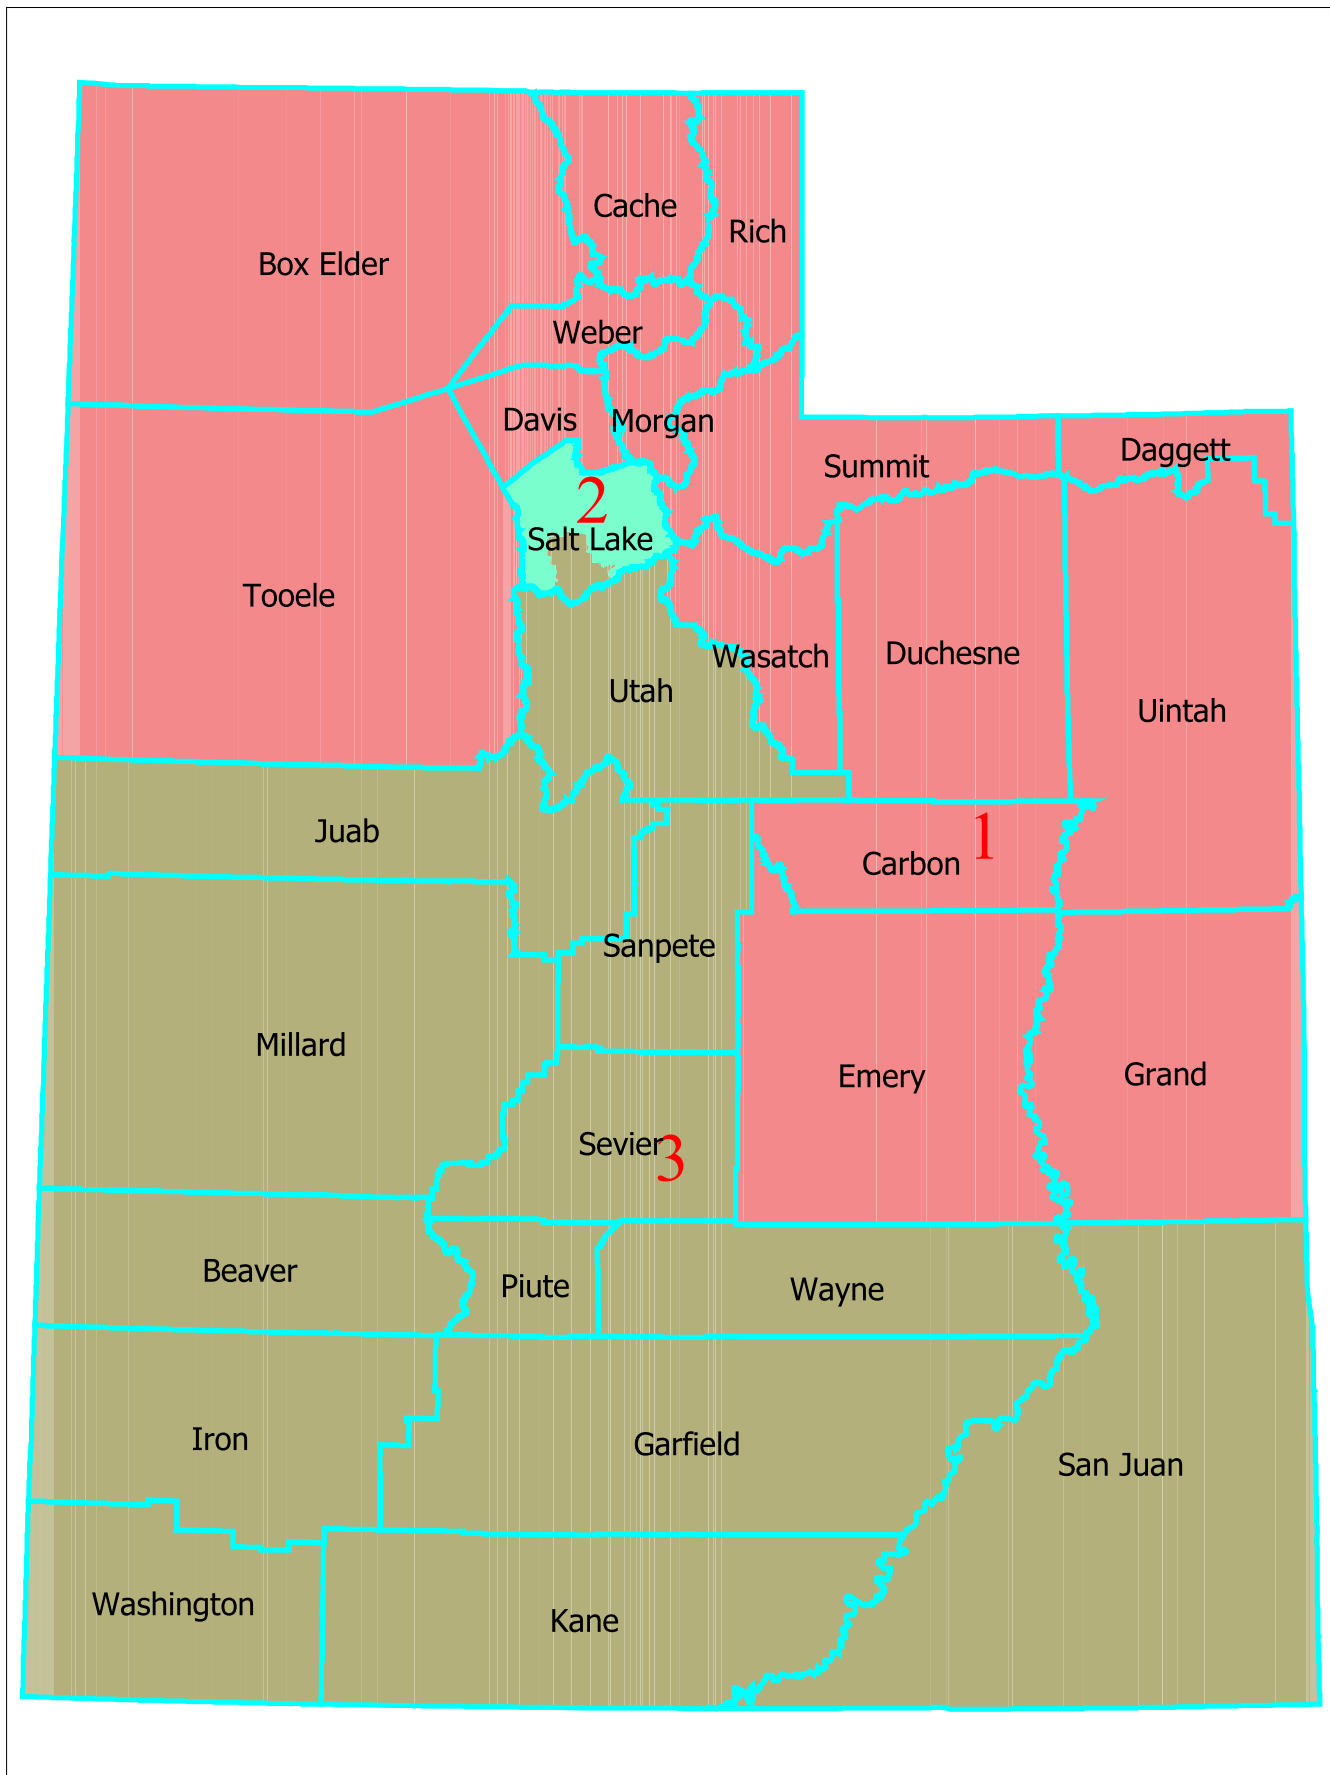 Cache
Rich
Box Elder
Weber
Davis
Morgan
Daggett
Summit
2
Salt Lake
Tooele
Duchesne
Wasatch
Utah
Uintah
Juab
1
Carbon
Sanpete
Millard
Emery
Grand
Sevier
3
Beaver
Piute
Wayne
Iron
Garfield
San Juan
Washington
Kane